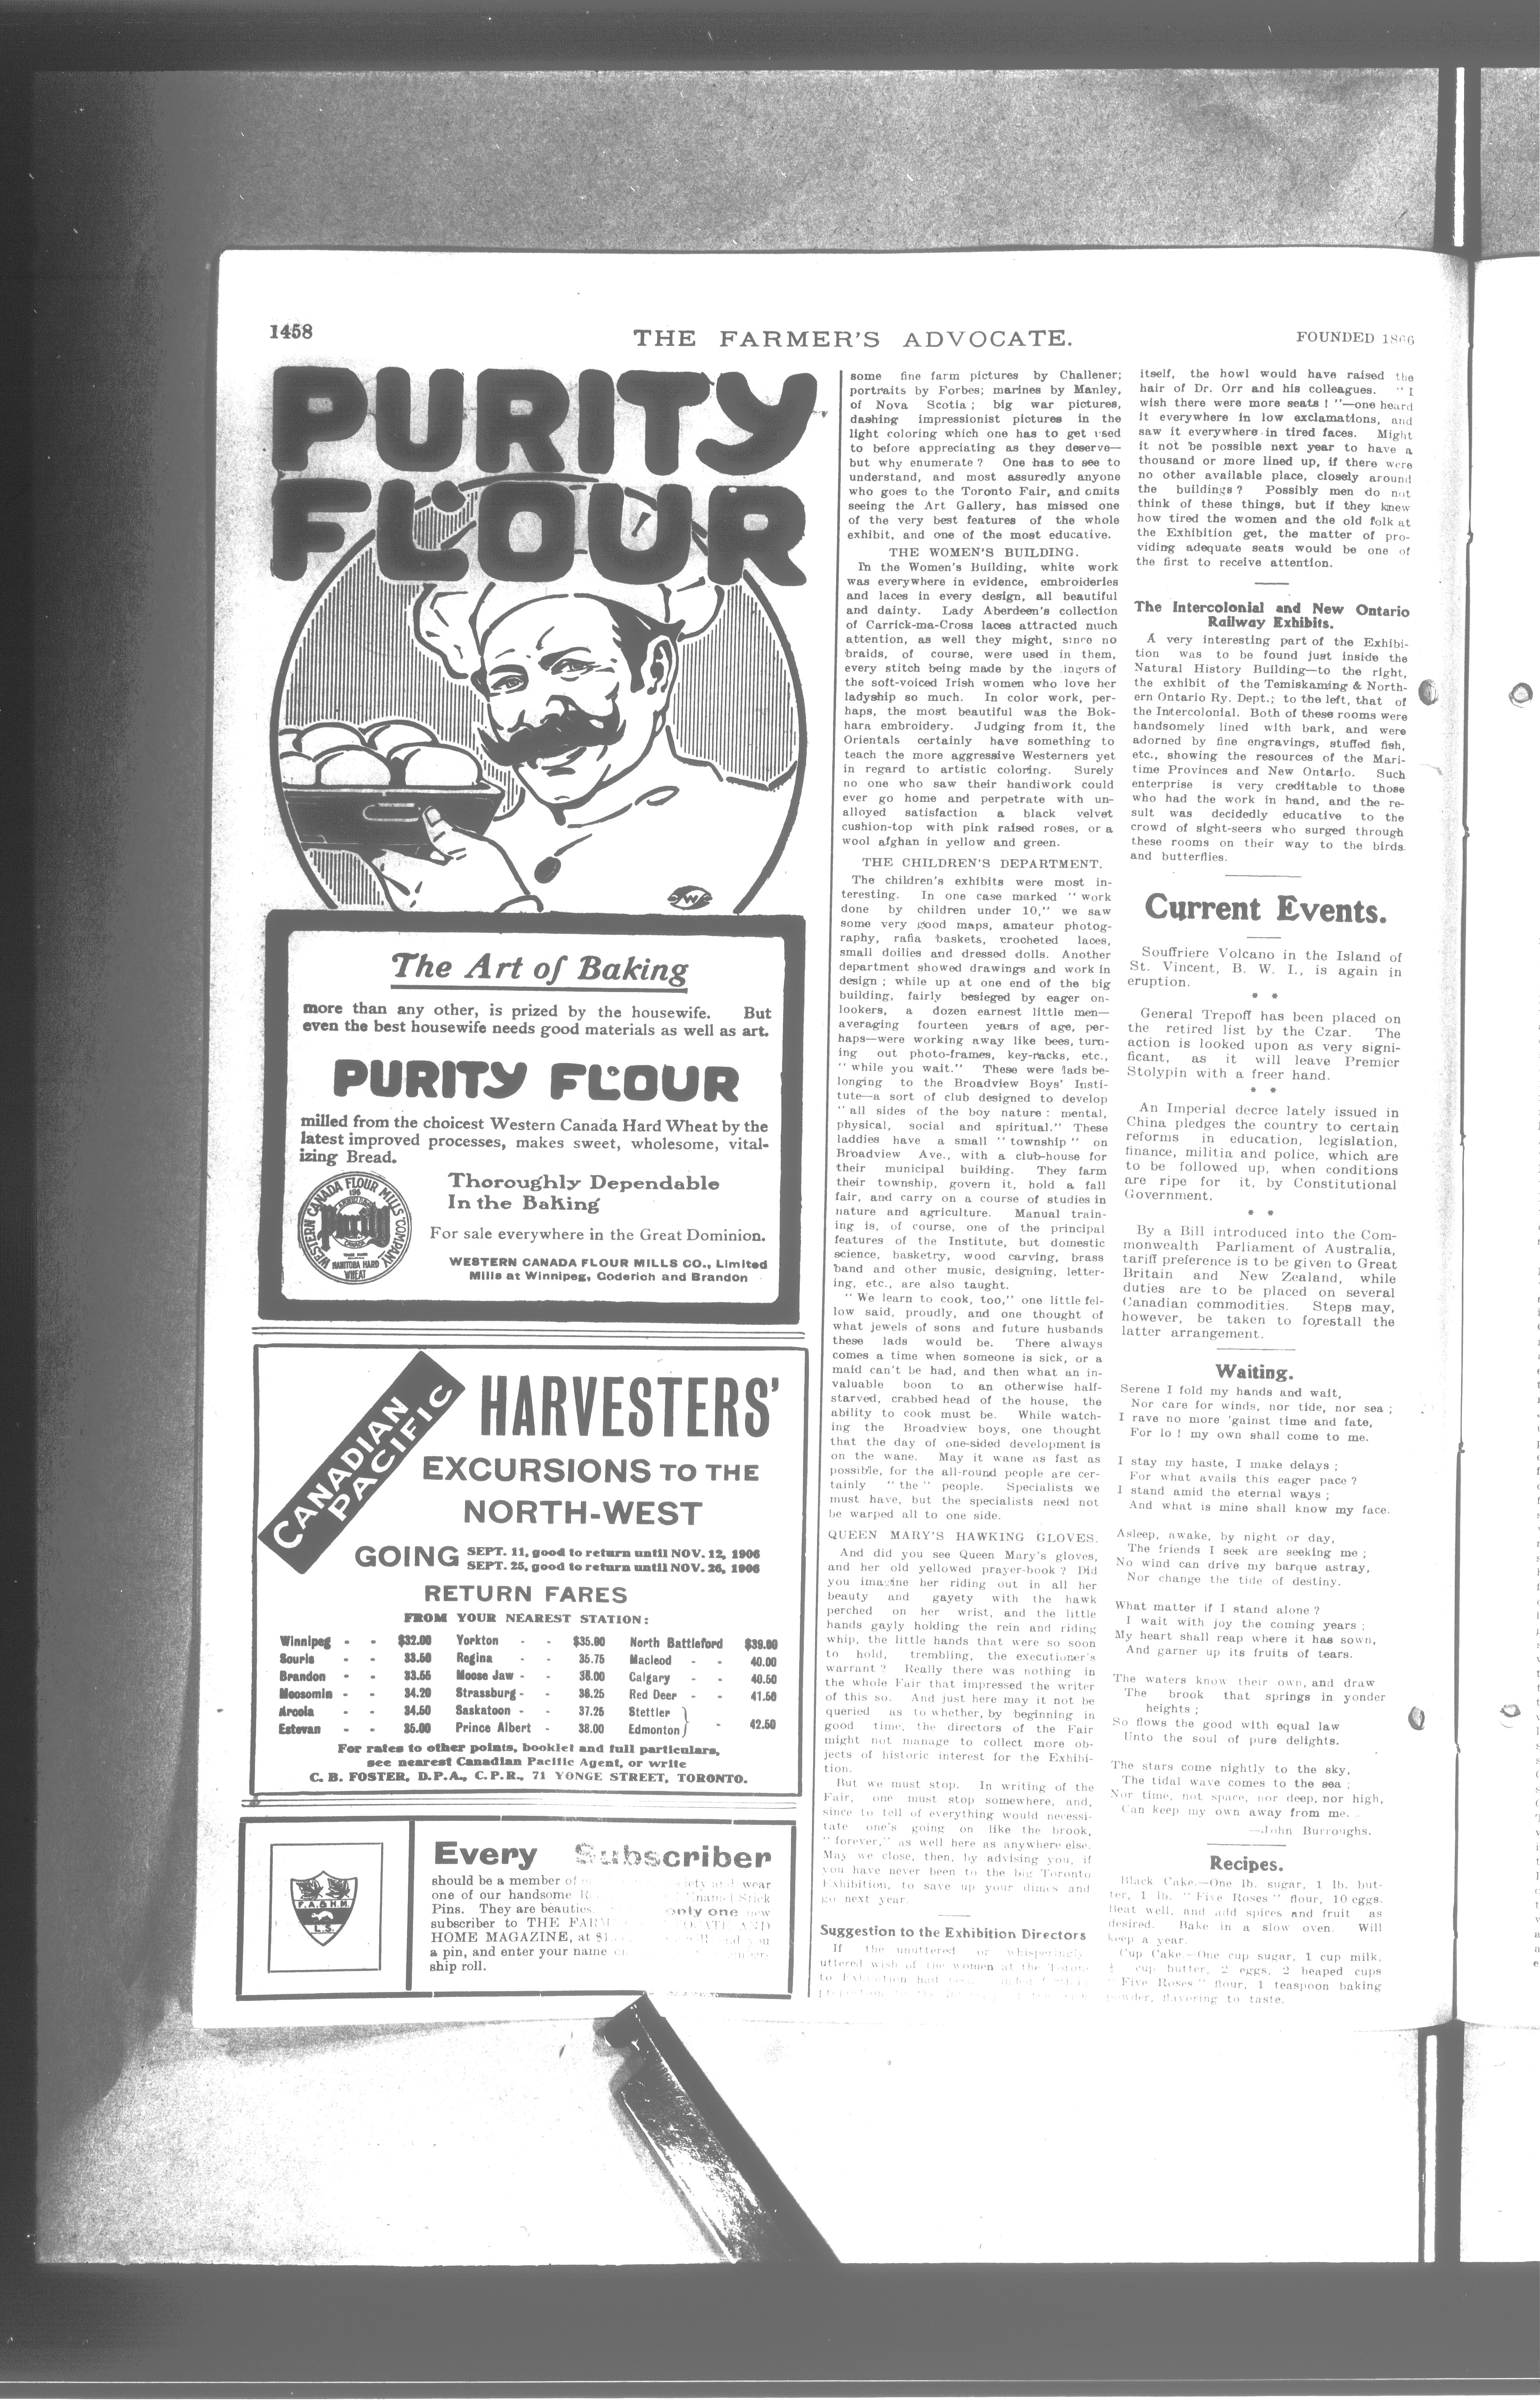 1458
THE FARMER'S ADVOCATE.
FOUNDED 1866
PURITY
FLOUR
The Art of Baking
more than any other, is prized by the housewife. But
even the best housewife needs good materials as well as art.
PURITY FLOUR
milled from the choicest Western Canada Hard Wheat by the
latest improved processes, makes sweet, wholesome, vital-
izing Bread.
WESTERN CANADA FLOUR MILLS COMPANY
Purity
MANITOBA HARD
WHEAT
Thoroughly Dependable
In the Baking
For sale everywhere in the Great Dominion.
WESTERN CANADA FLOUR MILLS CO., Limited
Mills at Winnipeg, Goderich and Brandon
CANADIAN
PACIFIC
HARVESTERS'
EXCURSIONS TO THE
NORTH-WEST
GOING SEPT. 11, good to return until NOV. 12, 1906
SEPT. 25, good to return until NOV. 26, 1906
RETURN FARES
FROM YOUR NEAREST STATION:
Winnipeg - - $32.00 Yorkton - - $35.00 North Battleford $39.00
Souris - - 33.50 Regina - - 35.75 Macleod - - 40.00
Brandon - - 33.55 Moose Jaw - - 36.00 Calgary - - 40.50
Moosomin - - 34.20 Strassburg - - 36.25 Red Deer - - 41.50
Arcola - - 34.50 Saskatoon - - 37.25 Stettler
Estevan - - 35.00 Prince Albert - 38.00 Edmonton } - 42.50
For rates to other points, booklet and full particulars,
see nearest Canadian Pacific Agent, or write
C. B. FOSTER, D.P.A., C.P.R., 71 YONGE STREET, TORONTO.
F.A.&H.M.
L.S.
Every Subscriber
should be a member of and wear
one of our handsome Enamel Stick
Pins. They are beauties. only one new
subscriber to THE FARM AND
HOME MAGAZINE, at you
a pin, and enter your name
ship roll.
some fine farm pictures by Challener;
portraits by Forbes; marines by Manley,
of Nova Scotia; big war pictures,
dashing impressionist pictures in the
light coloring which one has to get used
to before appreciating as they deserve—
but why enumerate? One has to see to
understand, and most assuredly anyone
who goes to the Toronto Fair, and omits
seeing the Art Gallery, has missed one
of the very best features of the whole
exhibit, and one of the most educative.
THE WOMEN'S BUILDING.
In the Women's Building, white work
was everywhere in evidence, embroideries
and laces in every design, all beautiful
and dainty. Lady Aberdeen's collection
of Carrick-ma-Cross laces attracted much
attention, as well they might, since no
braids, of course, were used in them,
every stitch being made by the .ingers of
the soft-voiced Irish women who love her
ladyship so much. In color work, per-
haps, the most beautiful was the Bok-
hara embroidery. Judging from it, the
Orientals certainly have something to
teach the more aggressive Westerners yet
in regard to artistic coloring. Surely
no one who saw their handiwork could
ever go home and perpetrate with un-
alloyed satisfaction a black velvet
cushion-top with pink raised roses, or a
wool afghan in yellow and green.
THE CHILDREN'S DEPARTMENT.
The children's exhibits were most in-
teresting. In one case marked "work
done by children under 10," we saw
some very good maps, amateur photog-
raphy, rafia baskets, crocheted laces,
small doilies and dressed dolls. Another
department showed drawings and work in
design; while up at one end of the big
building, fairly besieged by eager on-
lookers, a dozen earnest little men—
averaging fourteen years of age, per-
haps—were working away like bees, turn-
ing out photo-frames, key-racks, etc.,
"while you wait." These were lads be-
longing to the Broadview Boys' Insti-
tute—a sort of club designed to develop
"all sides of the boy nature: mental,
physical, social and spiritual." These
laddies have a small "township" on
Broadview Ave., with a club-house for
their municipal building. They farm
their township, govern it, hold a fall
fair, and carry on a course of studies in
nature and agriculture. Manual train-
ing is, of course, one of the principal
features of the Institute, but domestic
science, basketry, wood carving, brass
band and other music, designing, letter-
ing, etc., are also taught.
"We learn to cook, too," one little fel-
low said, proudly, and one thought of
what jewels of sons and future husbands
these lads would be. There always
comes a time when someone is sick, or a
maid can't be had, and then what an in-
valuable boon to an otherwise half-
starved, crabbed head of the house, the
ability to cook must be. While watch-
ing the Broadview boys, one thought
that the day of one-sided development is
on the wane. May it wane as fast as
possible, for the all-round people are cer-
tainly "the" people. Specialists we
must have, but the specialists need not
be warped all to one side.
QUEEN MARY'S HAWKING GLOVES.
And did you see Queen Mary's gloves,
and her old yellowed prayer-book? Did
you imagine her riding out in all her
beauty and gayety with the hawk
perched on her wrist, and the little
hands gayly holding the rein and riding
whip, the little hands that were so soon
to hold, trembling, the executioner's
warrant? Really there was nothing in
the whole Fair that impressed the writer
of this so. And just here may it not be
queried as to whether, by beginning in
good time, the directors of the Fair
might not manage to collect more ob-
jects of historic interest for the Exhibi-
tion.
But we must stop. In writing of the
Fair, one must stop somewhere, and,
since to tell of everything would necessi-
tate one's going on like the brook,
"forever," as well here as anywhere else.
May we close, then, by advising you, if
you have never been to the big Toronto
Exhibition, to save up your dimes and
go next year.
Suggestion to the Exhibition Directors
If the unuttered or whisperingly
uttered wish of the women at the Toron-
to Exhibition had
itself, the howl would have raised the
hair of Dr. Orr and his colleagues. "I
wish there were more seats!"—one heard
it everywhere in low exclamations, and
saw it everywhere in tired faces. Might
it not be possible next year to have a
thousand or more lined up, if there were
no other available place, closely around
the buildings? Possibly men do not
think of these things, but if they knew
how tired the women and the old folk at
the Exhibition get, the matter of pro-
viding adequate seats would be one of
the first to receive attention.
The Intercolonial and New Ontario
Railway Exhibits.
A very interesting part of the Exhibi-
tion was to be found just inside the
Natural History Building—to the right,
the exhibit of the Temiskaming & North-
ern Ontario Ry. Dept.; to the left, that of
the Intercolonial. Both of these rooms were
handsomely lined with bark, and were
adorned by fine engravings, stuffed fish,
etc., showing the resources of the Mari-
time Provinces and New Ontario. Such
enterprise is very creditable to those
who had the work in hand, and the re-
sult was decidedly educative to the
crowd of sight-seers who surged through
these rooms on their way to the birds
and butterflies.
Current Events.
Souffriere Volcano in the Island of
St. Vincent, B. W. I., is again in
eruption.
* *
General Trepoff has been placed on
the retired list by the Czar. The
action is looked upon as very signi-
ficant, as it will leave Premier
Stolypin with a freer hand.
* *
An Imperial decree lately issued in
China pledges the country to certain
reforms in education, legislation,
finance, militia and police, which are
to be followed up, when conditions
are ripe for it, by Constitutional
Government.
* *
By a Bill introduced into the Com-
monwealth Parliament of Australia,
tariff preference is to be given to Great
Britain and New Zealand, while
duties are to be placed on several
Canadian commodities. Steps may,
however, be taken to forestall the
latter arrangement.
Waiting.
Serene I fold my hands and wait,
Nor care for winds, nor tide, nor sea;
I rave no more 'gainst time and fate,
For lo! my own shall come to me.
I stay my haste, I make delays;
For what avails this eager pace?
I stand amid the eternal ways;
And what is mine shall know my face.
Asleep, awake, by night or day,
The friends I seek are seeking me;
No wind can drive my barque astray,
Nor change the tide of destiny.
What matter if I stand alone?
I wait with joy the coming years;
My heart shall reap where it has sown,
And garner up its fruits of tears.
The waters know their own, and draw
The brook that springs in yonder
heights;
So flows the good with equal law
Unto the soul of pure delights.
The stars come nightly to the sky,
The tidal wave comes to the sea;
Nor time, not space, nor deep, nor high,
Can keep my own away from me.
—John Burroughs.
Recipes.
Black Cake.—One lb. sugar, 1 lb. but-
ter, 1 lb. "Five Roses" flour, 10 eggs.
Beat well, and add spices and fruit as
desired. Bake in a slow oven. Will
keep a year.
Cup Cake.—One cup sugar, 1 cup milk,
cup butter, 2 eggs, 2 heaped cups
"Five Roses" flour, 1 teaspoon baking
powder, flavoring to taste.